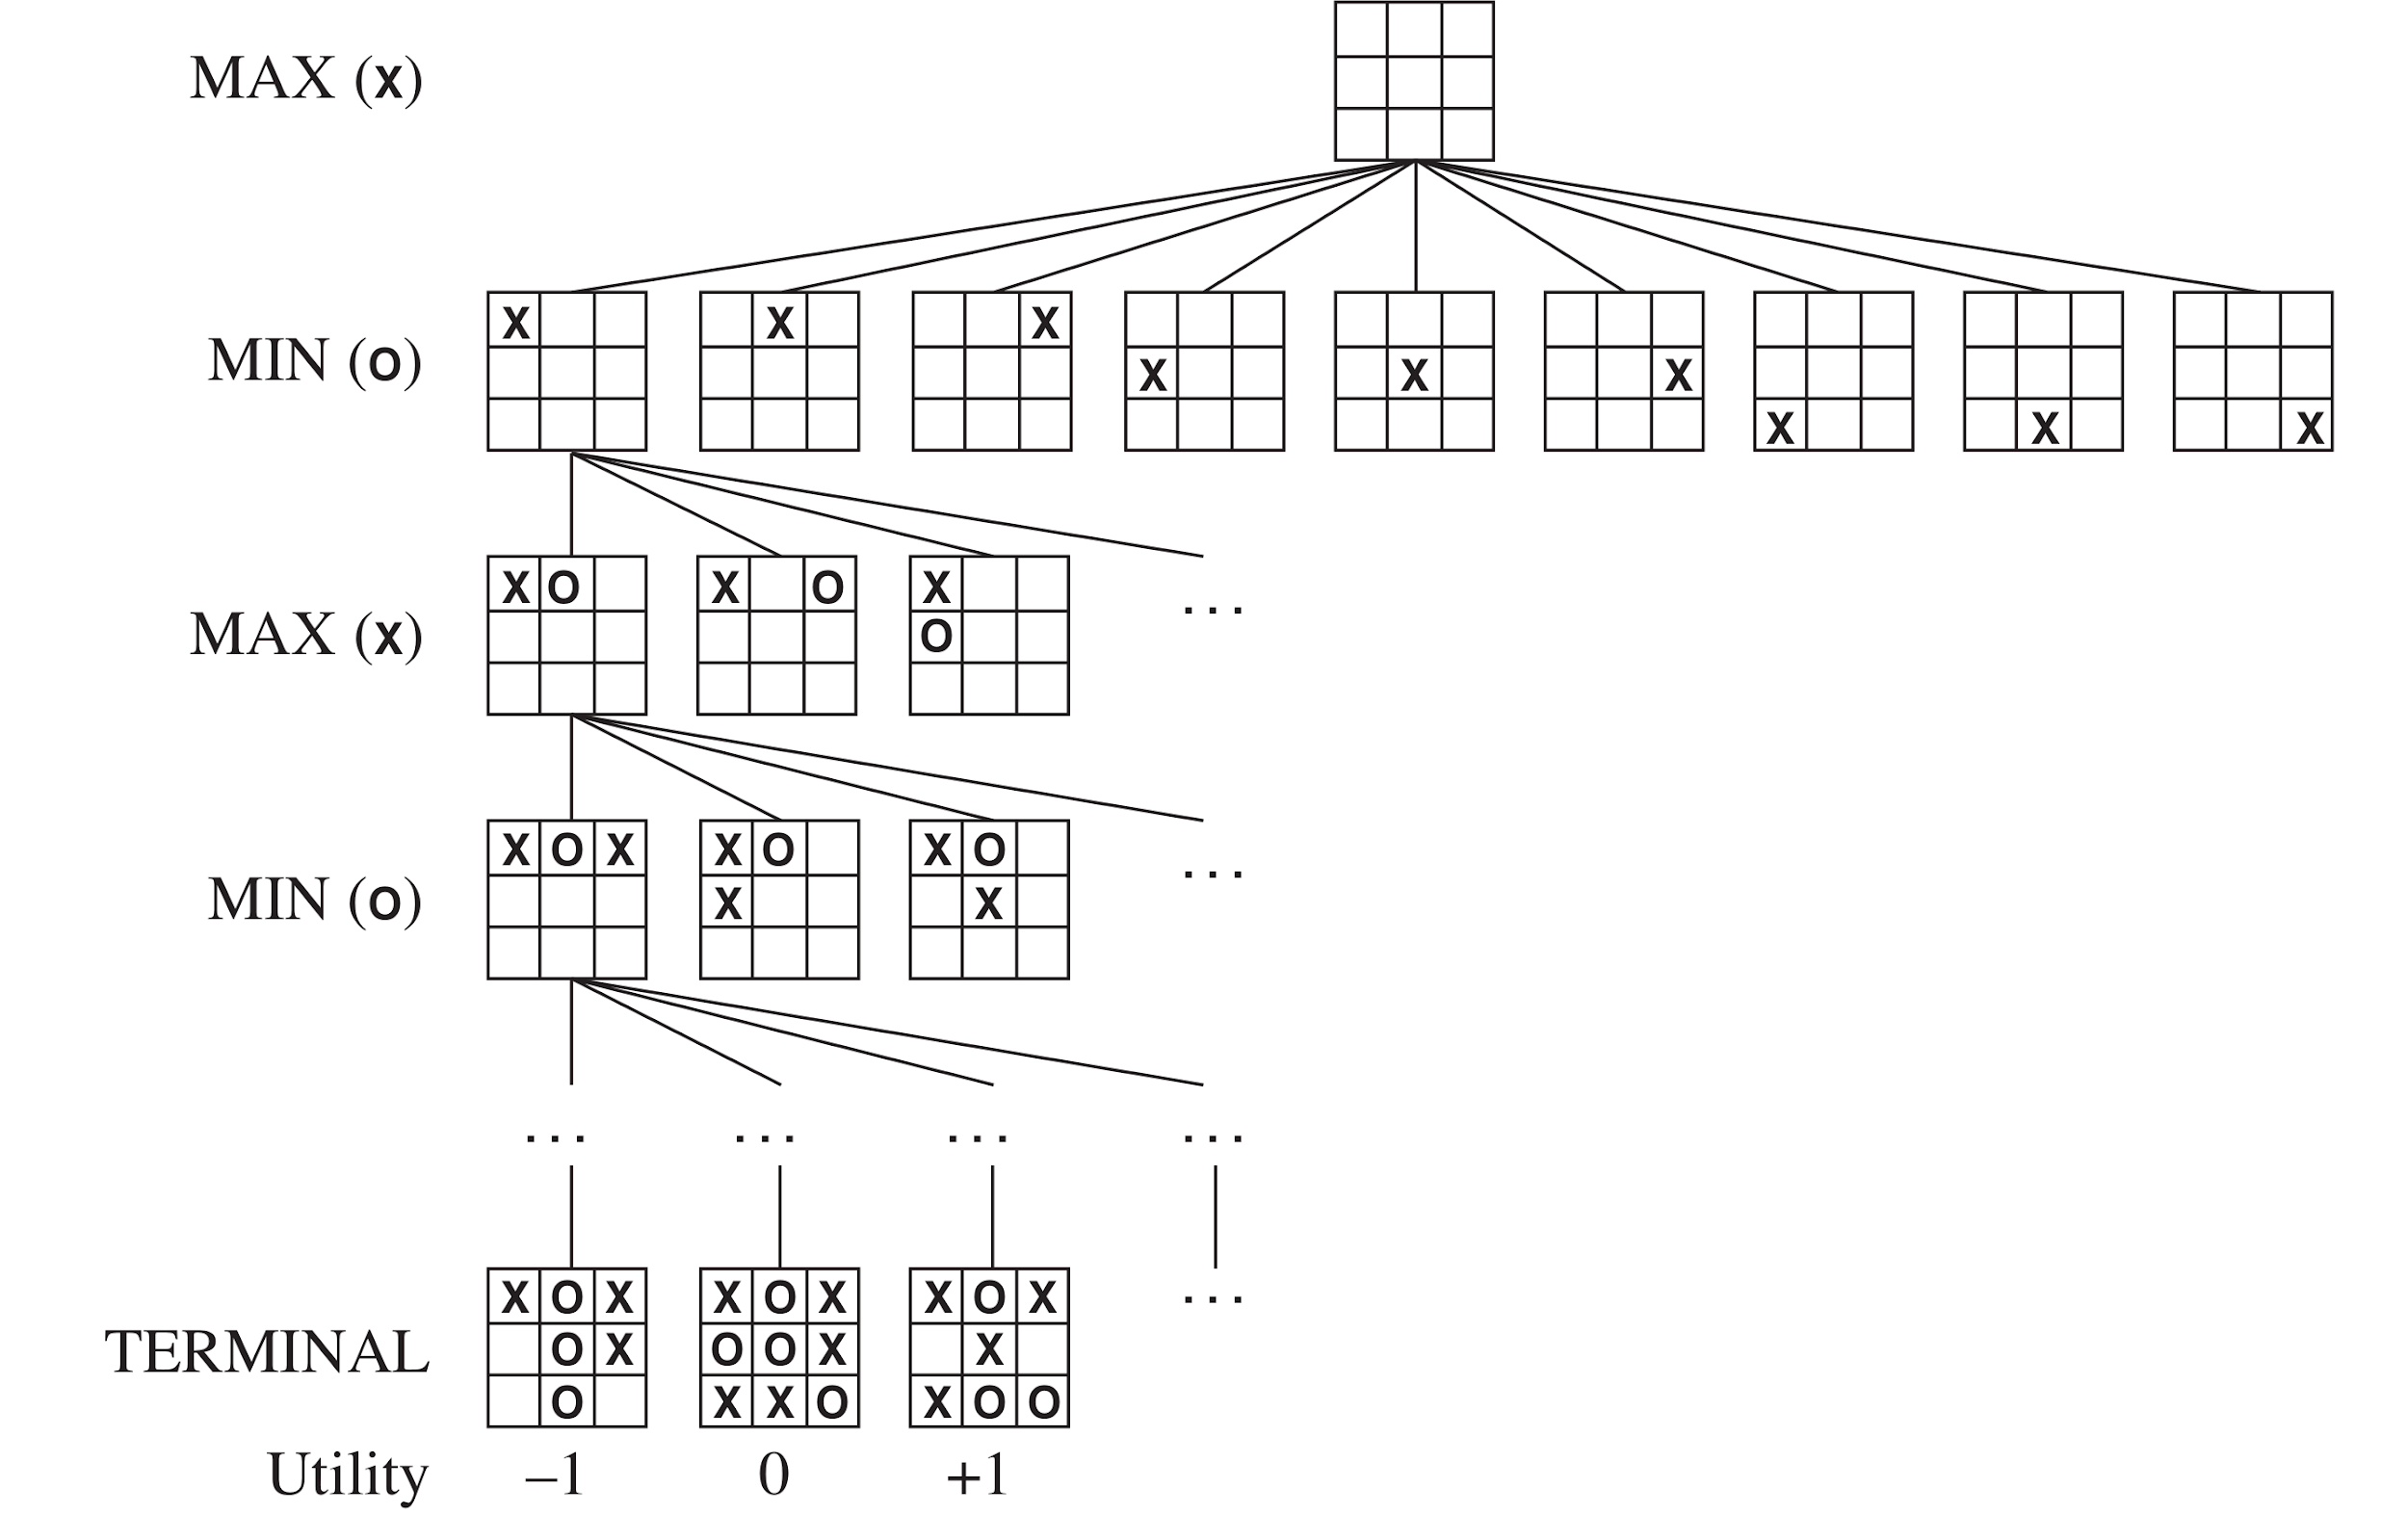 MAX (X)
MIN (O)
X X X X X X X X X
MAX (X)
X O X O X
O
...
MIN (O)
X O X X O X O
X X
...
... ... ... ...
TERMINAL
X O X X O X X O X
O X O O X X
O X X O X O O
...
Utility –1 0 +1